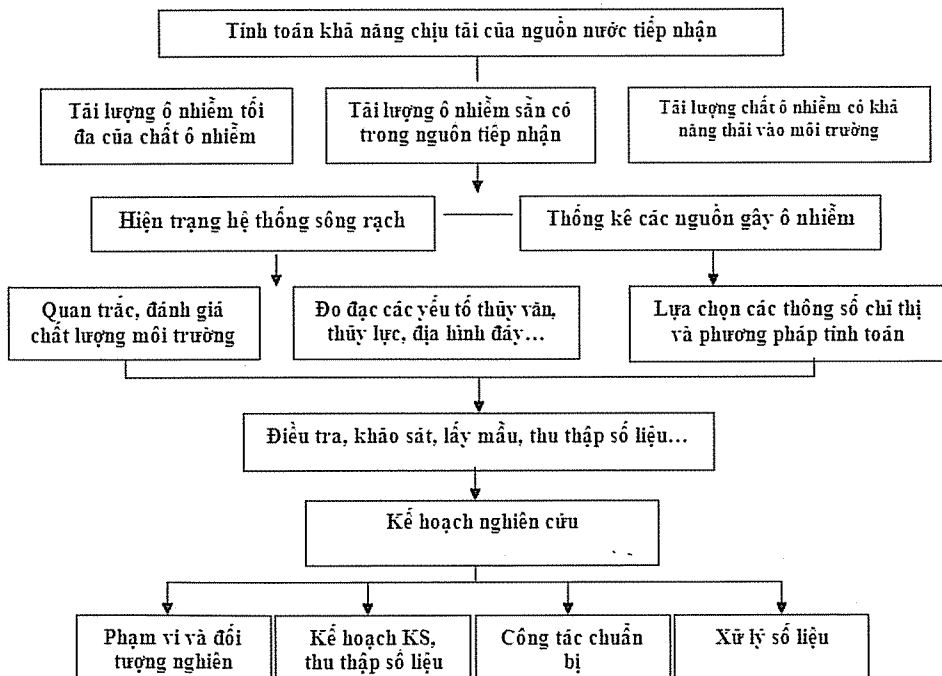 Tính toán khả năng chịu tải của nguồn nước tiếp nhận
Tải lượng ô nhiễm tối
đa của chất ô nhiễm
Tải lượng ô nhiễm sẵn có
trong nguồn tiếp nhận
Tải lượng chất ô nhiễm có khả
năng thải vào môi trường
Hiện trạng hệ thống sông rạch
Thống kê các nguồn gây ô nhiễm
Quan trắc, đánh giá
chất lượng môi trường
Đo đạc các yếu tố thủy văn,
thủy lực, địa hình đáy...
Lựa chọn các thông số chỉ thị
và phương pháp tính toán
Điều tra, khảo sát, lấy mẫu, thu thập số liệu...
Kế hoạch nghiên cứu
Phạm vi và đối
tượng nghiên
Kế hoạch KS,
thu thập số liệu
Công tác chuẩn
bị
Xử lý số liệu